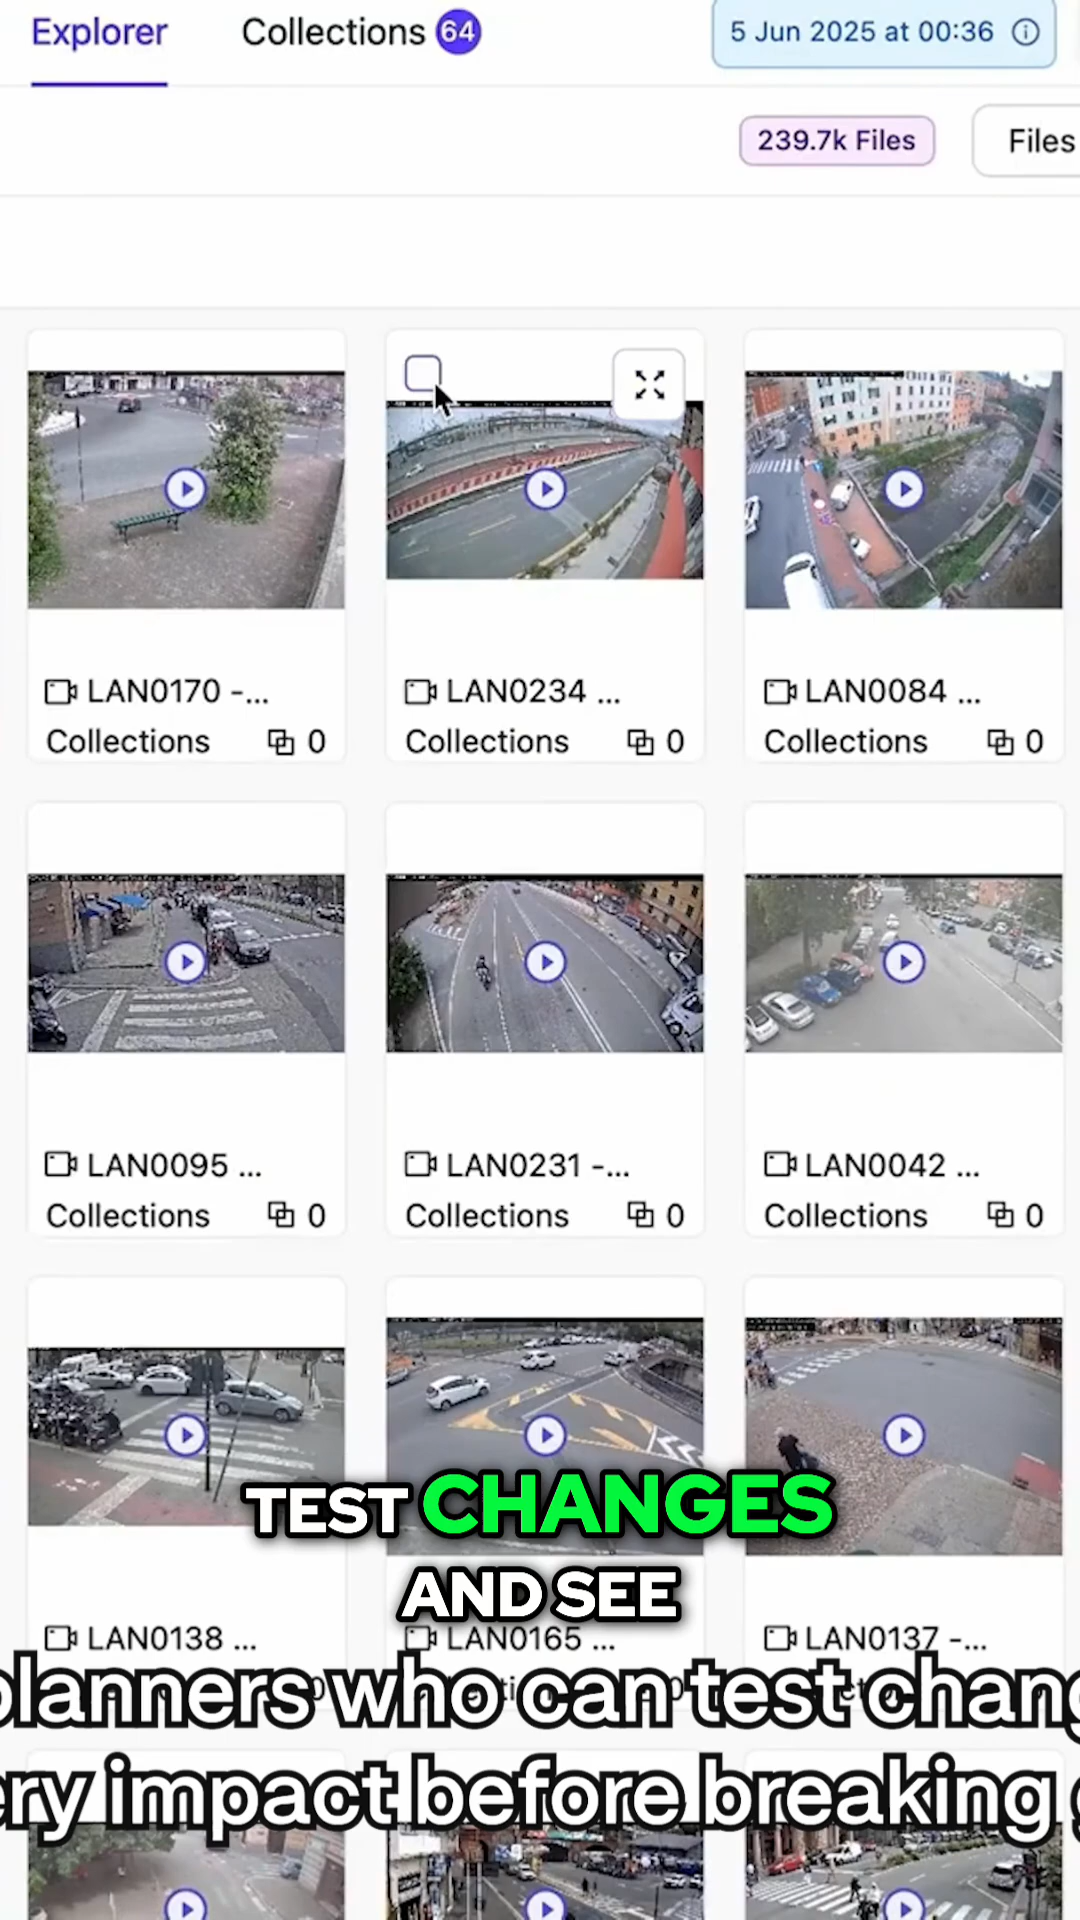 Explorer
Collections 64
5 Jun 2025 at 00:36
239.7k Files
Files
LAN0170 -...
LAN0234 ...
LAN0084 ...
Collections 0
Collections 0
Collections 0
LAN0095 ...
LAN0231 -...
LAN0042 ...
Collections 0
Collections 0
Collections 0
TEST CHANGES
AND SEE
LAN0138 ...
LAN0165 ...
LAN0137 -...
planners who can test chang
ery impact before breaking g